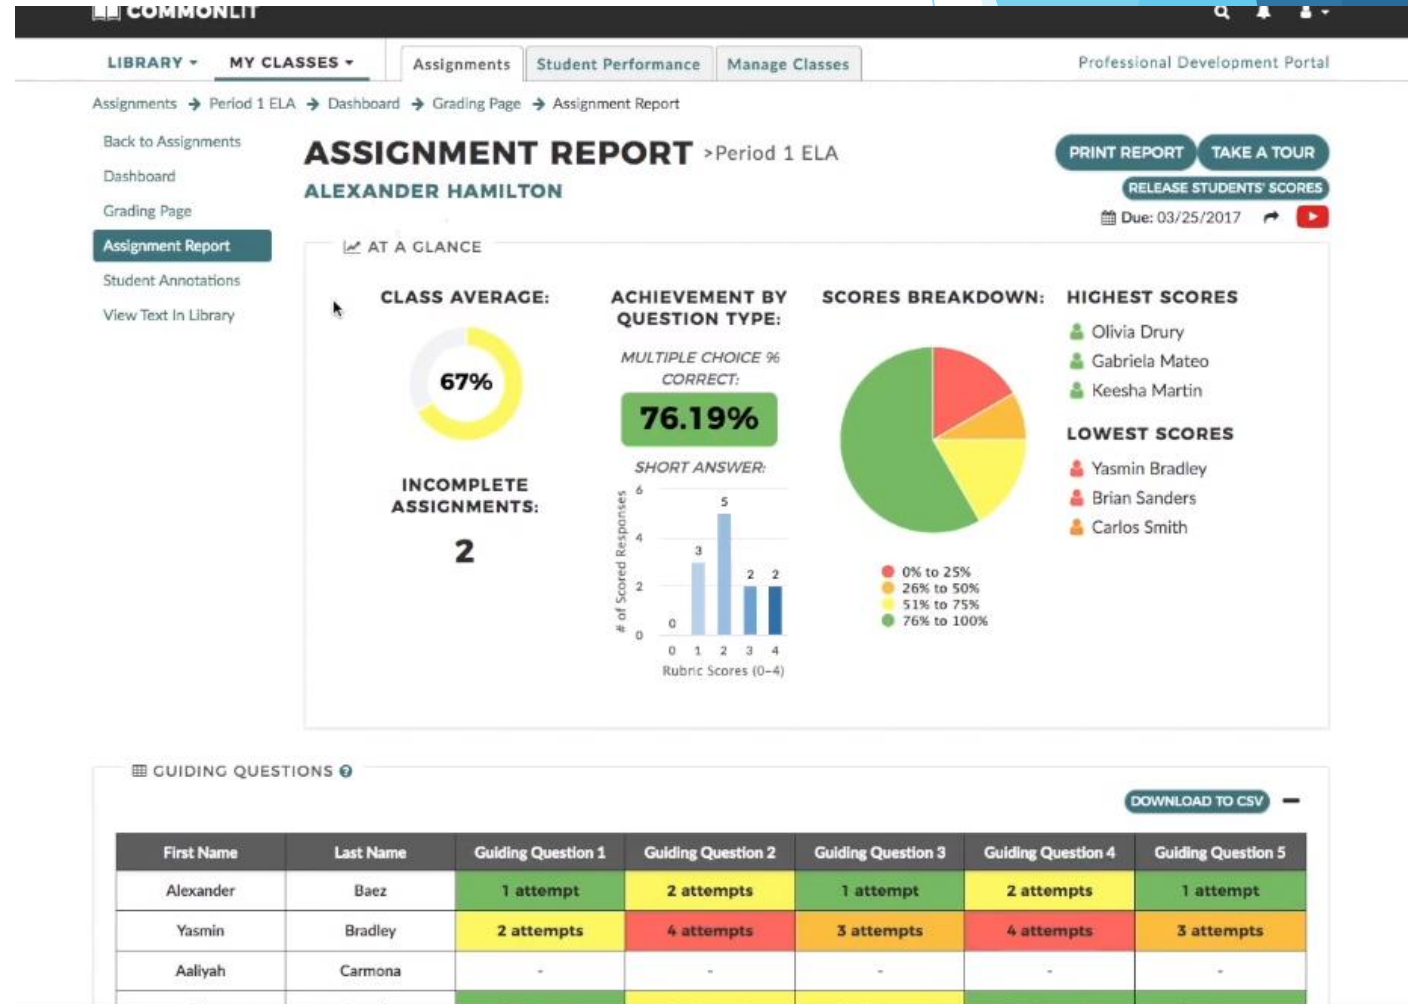 COMMONLIT
LIBRARY MY CLASSES Assignments Student Performance Manage Classes Professional Development Portal
Assignments → Period 1 ELA → Dashboard → Grading Page → Assignment Report
Back to Assignments
Dashboard
Grading Page
Assignment Report
Student Annotations
View Text In Library
ASSIGNMENT REPORT >Period 1 ELA
ALEXANDER HAMILTON
PRINT REPORT TAKE A TOUR
RELEASE STUDENTS' SCORES
Due: 03/25/2017
AT A GLANCE
CLASS AVERAGE:
67%
INCOMPLETE
ASSIGNMENTS:
2
ACHIEVEMENT BY
QUESTION TYPE:
MULTIPLE CHOICE %
CORRECT:
76.19%
SHORT ANSWER:
# of Scored Responses
6
4
2
0
0 3 5 2 2
0 1 2 3 4
Rubric Scores (0–4)
SCORES BREAKDOWN:
0% to 25%
26% to 50%
51% to 75%
76% to 100%
HIGHEST SCORES
Olivia Drury
Gabriela Mateo
Keesha Martin
LOWEST SCORES
Yasmin Bradley
Brian Sanders
Carlos Smith
GUIDING QUESTIONS ?
DOWNLOAD TO CSV
First Name Last Name Guiding Question 1 Guiding Question 2 Guiding Question 3 Guiding Question 4 Guiding Question 5
Alexander Baez 1 attempt 2 attempts 1 attempt 2 attempts 1 attempt
Yasmin Bradley 2 attempts 4 attempts 3 attempts 4 attempts 3 attempts
Aaliyah Carmona - - - - -